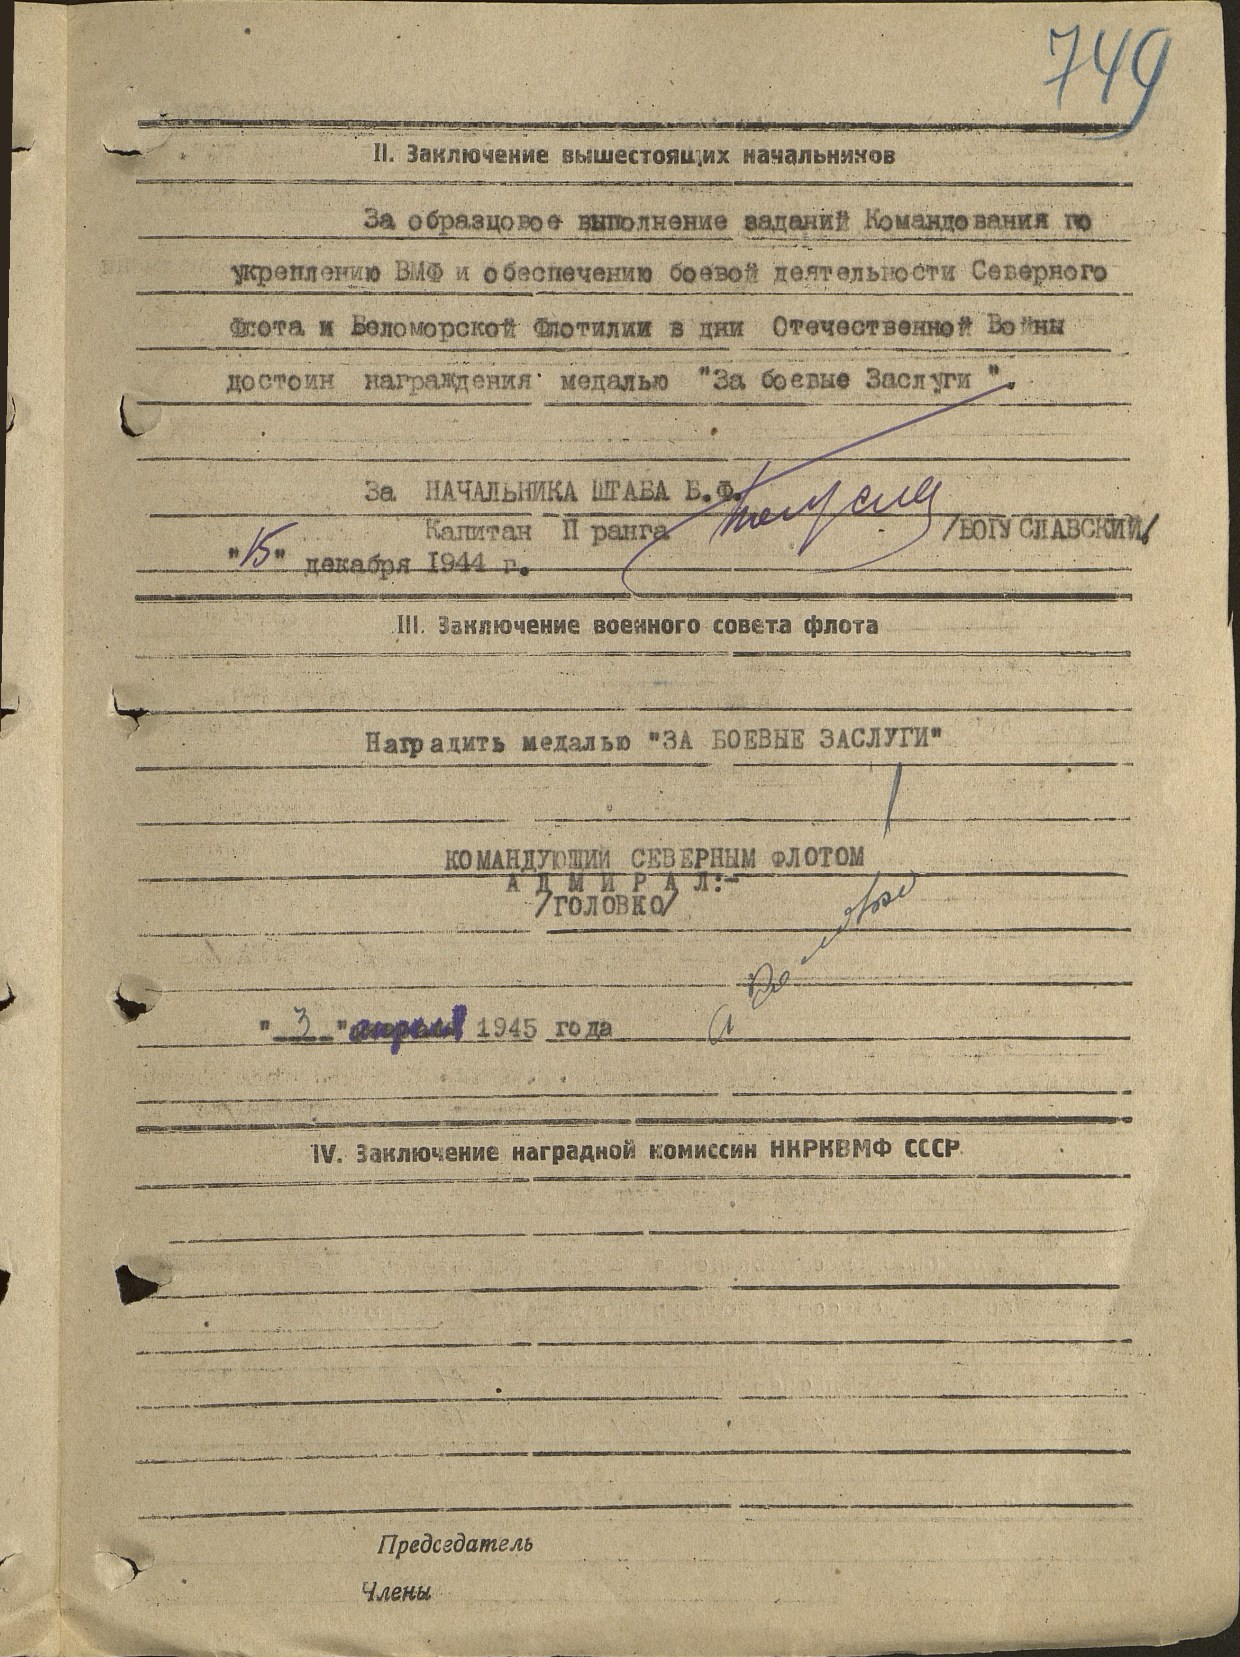 749
II. Заключение вышестоящих начальников
За образцовое выполнение заданий Командования по
укреплению ВМФ и обеспечению боевой деятельности Северного
Флота и Беломорской Флотилии в дни Отечественной Войны
достоин награждения медалью "За боевые Заслуги".
За НАЧАЛЬНИКА ШТАБА Б.Ф.
Капитан II ранга /БОГУСЛАВСКИЙ/
"15" декабря 1944 г.
III. Заключение военного совета флота
Наградить медалью "ЗА БОЕВЫЕ ЗАСЛУГИ"
КОМАНДУЮЩИЙ СЕВЕРНЫМ ФЛОТОМ
АДМИРАЛ:-
/ГОЛОВКО/
"3" апреля 1945 года
IV. Заключение наградной комиссии НКРКВМФ СССР
Председатель
Члены